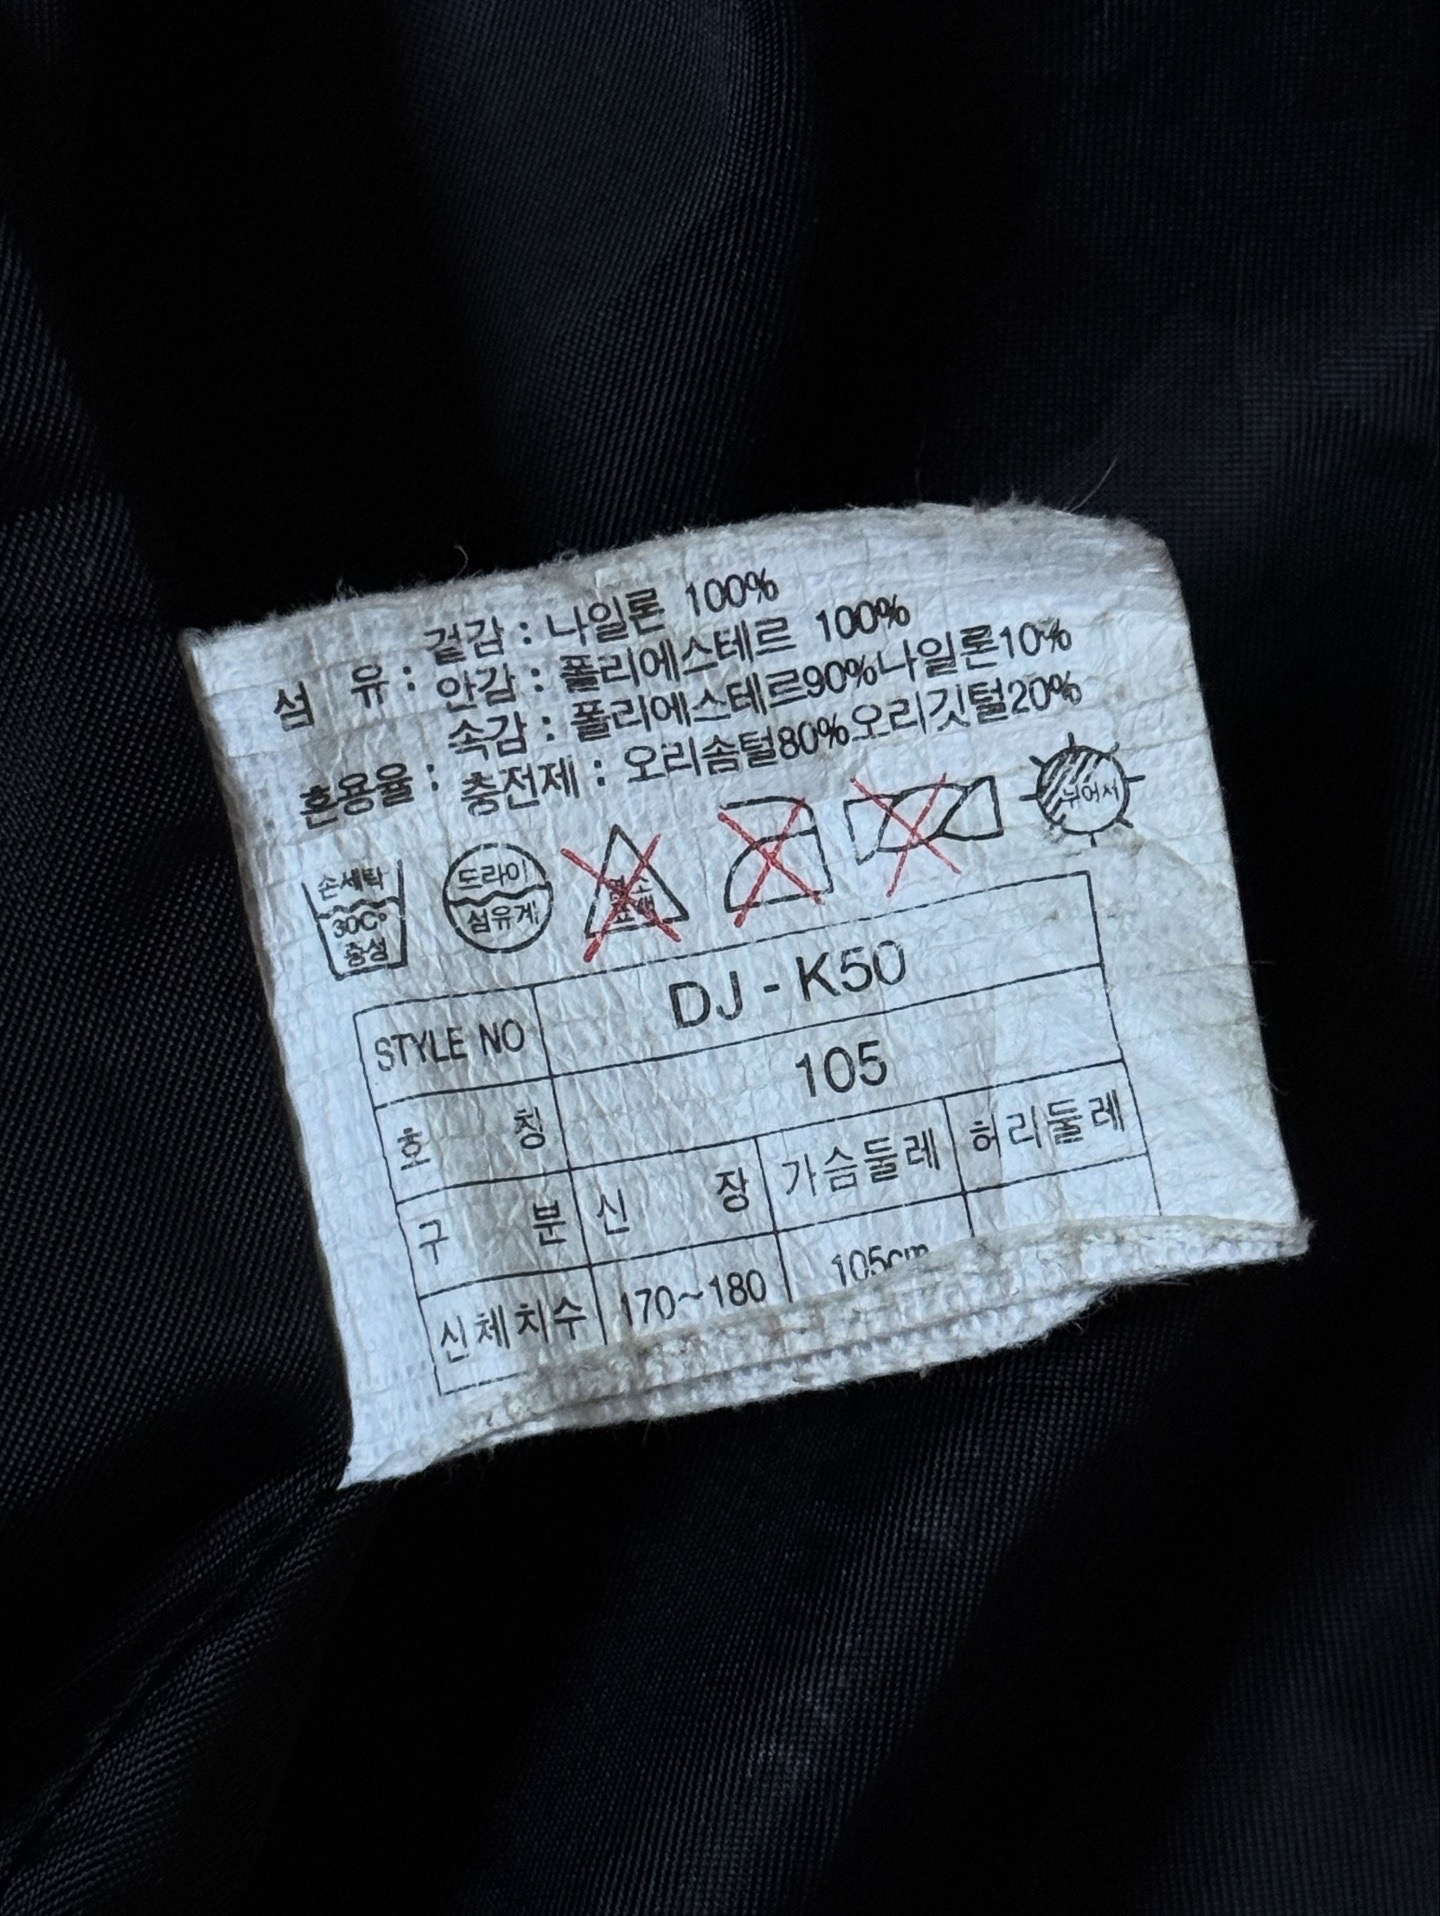 섬 유 : 겉감 : 나일론 100%
안감 : 폴리에스테르 100%
속감 : 폴리에스테르90%나일론10%
혼용율 : 충전제 : 오리솜털80%오리깃털20%
손세탁
30C°
중성
드라이
섬유계
염소
표백
뉘어서
STYLE NO DJ - K50
호 칭 105
구 분 신 장 가슴둘레 허리둘레
신체치수 170~180 105cm